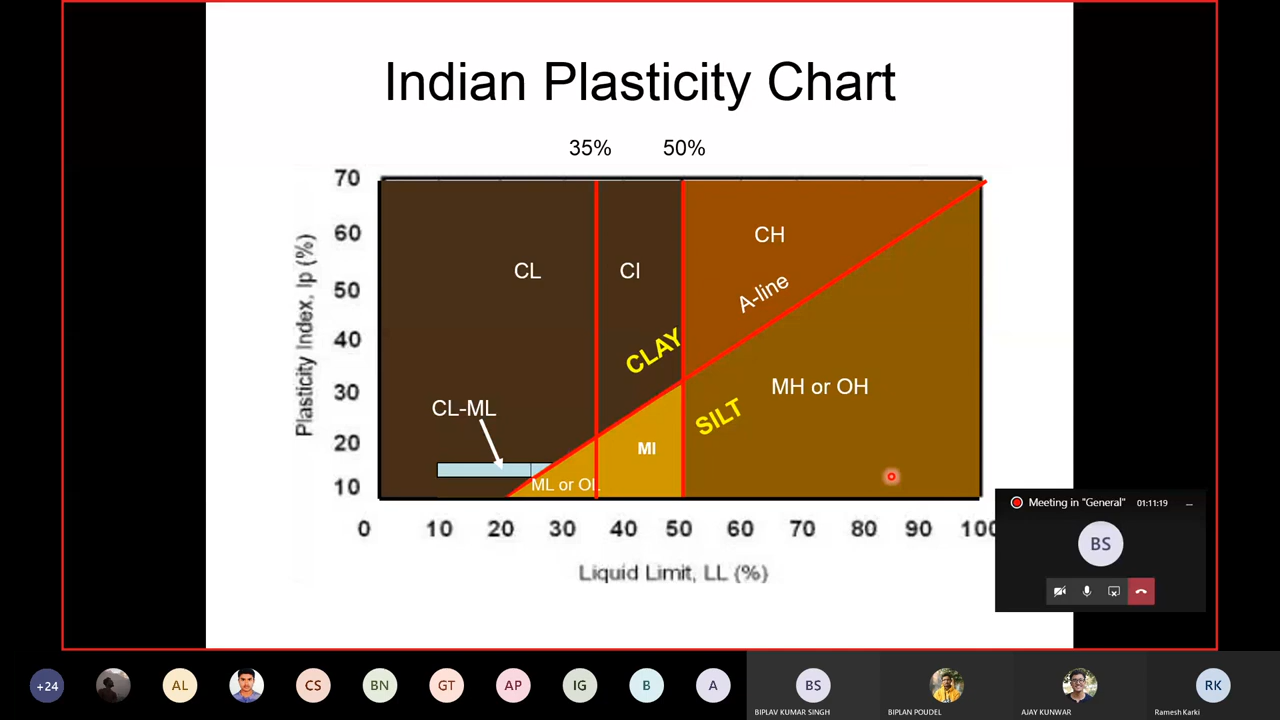 Indian Plasticity Chart
35% 50%
70
60
50
40
30
20
10
Plasticity Index, Ip (%)
CL
CI
CH
A-line
CLAY
SILT
MH or OH
CL-ML
MI
ML or OL
0 10 20 30 40 50 60 70 80 90 100
Liquid Limit, LL (%)
Meeting in "General" 01:11:19
BS
+24 AL CS BN GT AP IG B A BS RK
BIPLAV KUMAR SINGH BIPLAN POUDEL AJAY KUNWAR Ramesh Karki